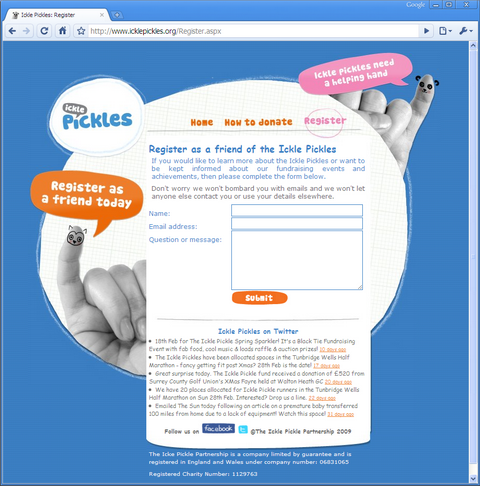 Ickle Pickles: Register
Google
http://www.icklepickles.org/Register.aspx
ickle pickles need
a helping hand
ickle
Pickles
Home How to donate Register
Register as a friend of the Ickle Pickles
If you would like to learn more about the Ickle Pickles or want to
be kept informed about our fundraising events and
achievements, then please complete the form below.
Don't worry we won't bombard you with emails and we won't let
anyone else contact you or use your details elsewhere.
Register as
a friend today
Name:
Email address:
Question or message:
Submit
Ickle Pickles on Twitter
18th Feb for The Ickle Pickle Spring Sparkler! It's a Black Tie Fundraising
Event with fab food, cool music & loads raffle & auction prizes! 10 days ago
The Ickle Pickles have been allocated spaces in the Tunbridge Wells Half
Marathon - fancy getting fit post Xmas? 28th Feb is the date! 17 days ago
Great surprise today. The Ickle Pickle fund received a donation of £520 from
Surrey County Golf Union's XMas Fayre held at Walton Heath GC 20 days ago
We have 20 places allocated for Ickle Pickle runners in the Tunbridge Wells
Half Marathon on Sun 28th Feb. Interested? Drop us a line. 22 days ago
Emailed The Sun today following an article on a premature baby transferred
100 miles from home due to a lack of equipment! Watch this space! 31 days ago
Follow us on facebook t @The Ickle Pickle Partnership 2009
The Ickle Pickle Partnership is a company limited by guarantee and is
registered in England and Wales under company number: 06831065
Registered Charity Number: 1129763